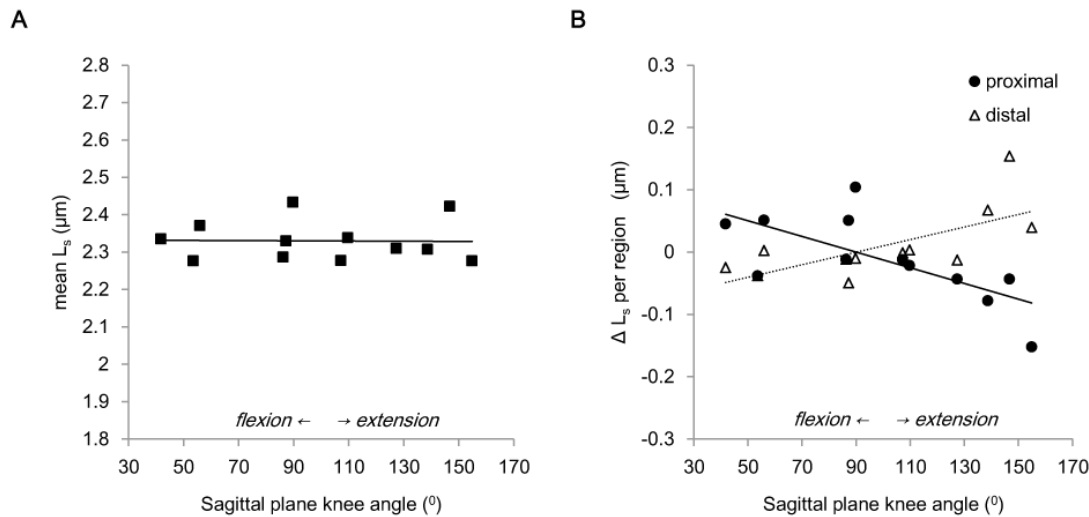 A
2.8
2.7
2.6
2.5
2.4
2.3
2.2
2.1
2
1.9
1.8
mean Ls (µm)
flexion ← → extension
30 50 70 90 110 130 150 170
Sagittal plane knee angle (⁰)
B
0.3
0.2
0.1
0
-0.1
-0.2
-0.3
Δ Ls per region (µm)
proximal
distal
flexion ← → extension
30 50 70 90 110 130 150 170
Sagittal plane knee angle (⁰)